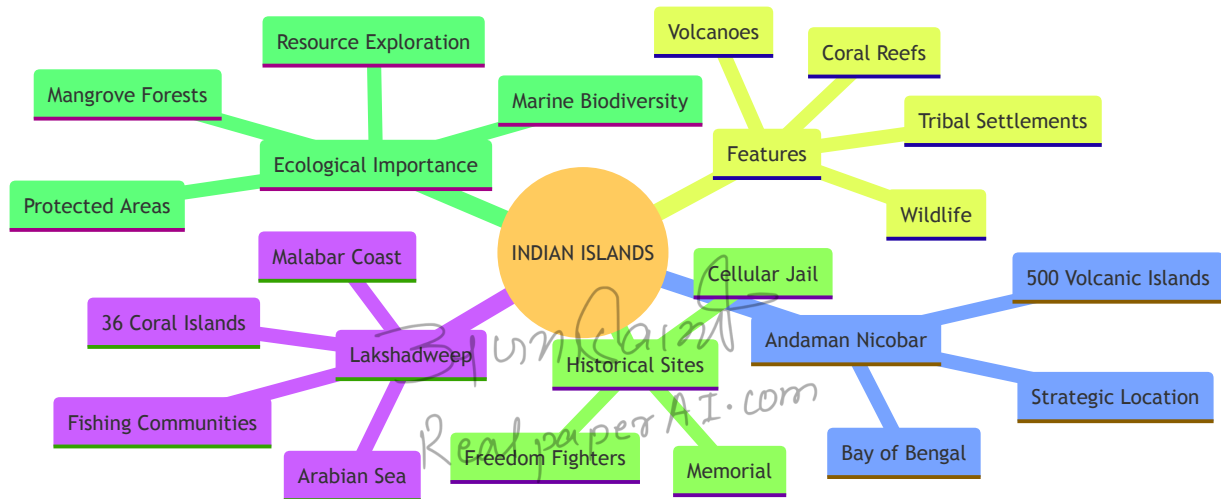 Resource Exploration
Mangrove Forests
Marine Biodiversity
Ecological Importance
Protected Areas
Volcanoes
Coral Reefs
Tribal Settlements
Features
Wildlife
INDIAN ISLANDS
Malabar Coast
36 Coral Islands
Lakshadweep
Fishing Communities
Arabian Sea
Cellular Jail
Historical Sites
Freedom Fighters
Memorial
500 Volcanic Islands
Andaman Nicobar
Strategic Location
Bay of Bengal
RealpaperAI.com